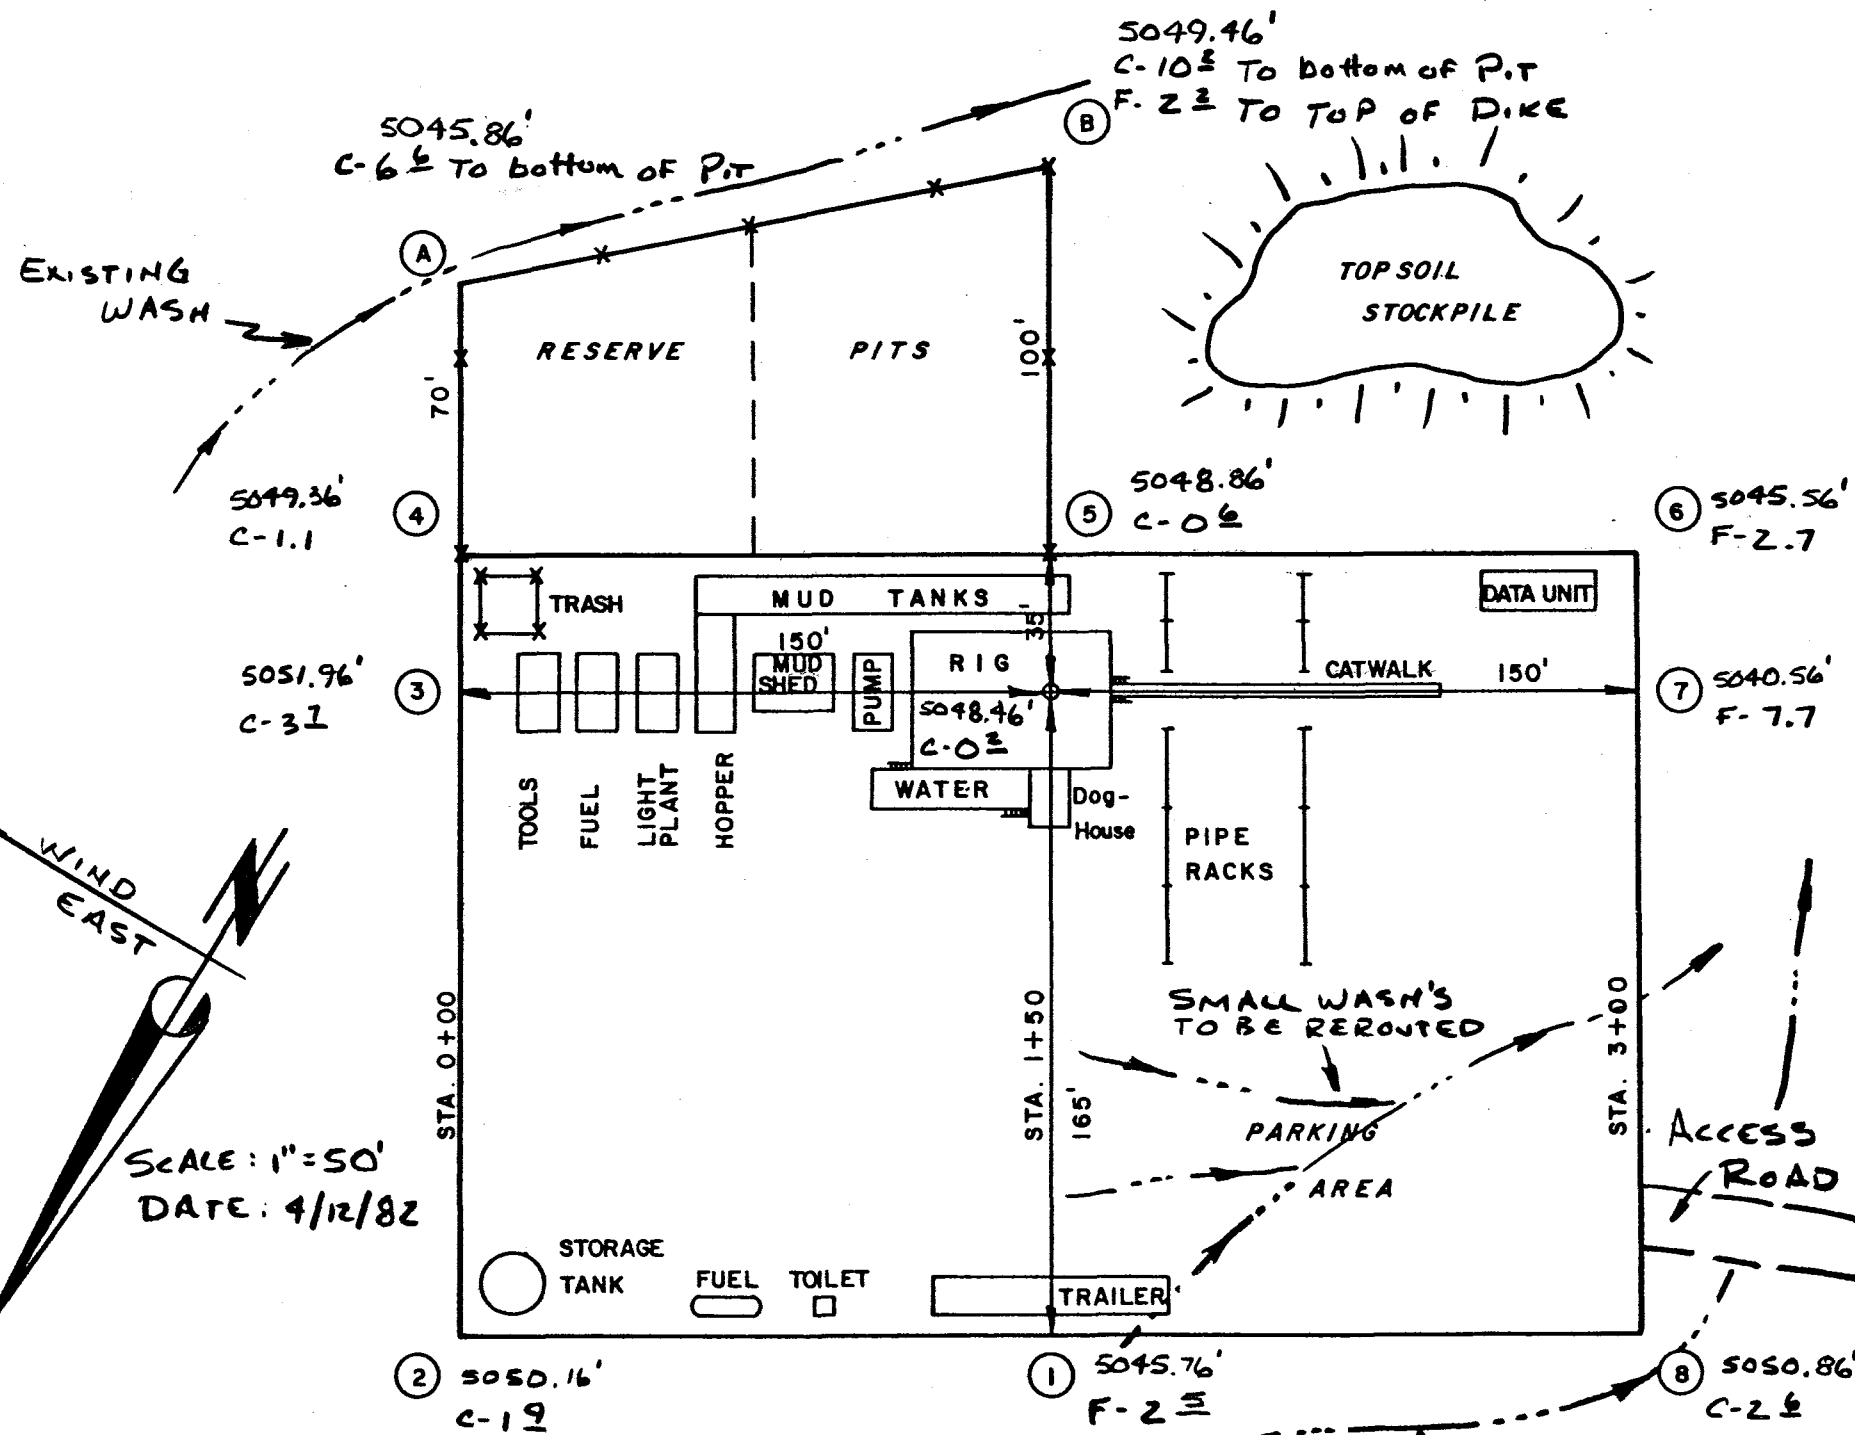 5049.46'
C-10² To bottom of Pit
F-2² TO TOP OF DIKE
B
5045.86'
C-6⁶ To bottom of Pit
A
EXISTING
WASH
TOP SOIL
STOCKPILE
RESERVE PITS
70'
100'
5049.36'
C-1.1
4
5048.86'
C-0⁶
5
6
5045.56'
F-2.7
TRASH
MUD TANKS
35'
DATA UNIT
150'
MUD
SHED
PUMP
RIG
CATWALK
150'
5051.96'
C-3⁷
3
5048.46'
C-0²
7
5040.56'
F-7.7
TOOLS
FUEL
LIGHT
PLANT
HOPPER
WATER
Dog-
House
PIPE
RACKS
WIND
EAST
N
STA. 0+00
STA. 1+50
165'
STA. 3+00
SMALL WASH'S
TO BE REROUTED
PARKING
AREA
ACCESS
ROAD
SCALE: 1"=50'
DATE: 4/12/82
STORAGE
TANK
FUEL
TOILET
TRAILER
2
5050.16'
C-1⁹
1
5045.76'
F-2⁵
8
5050.86'
C-2⁶